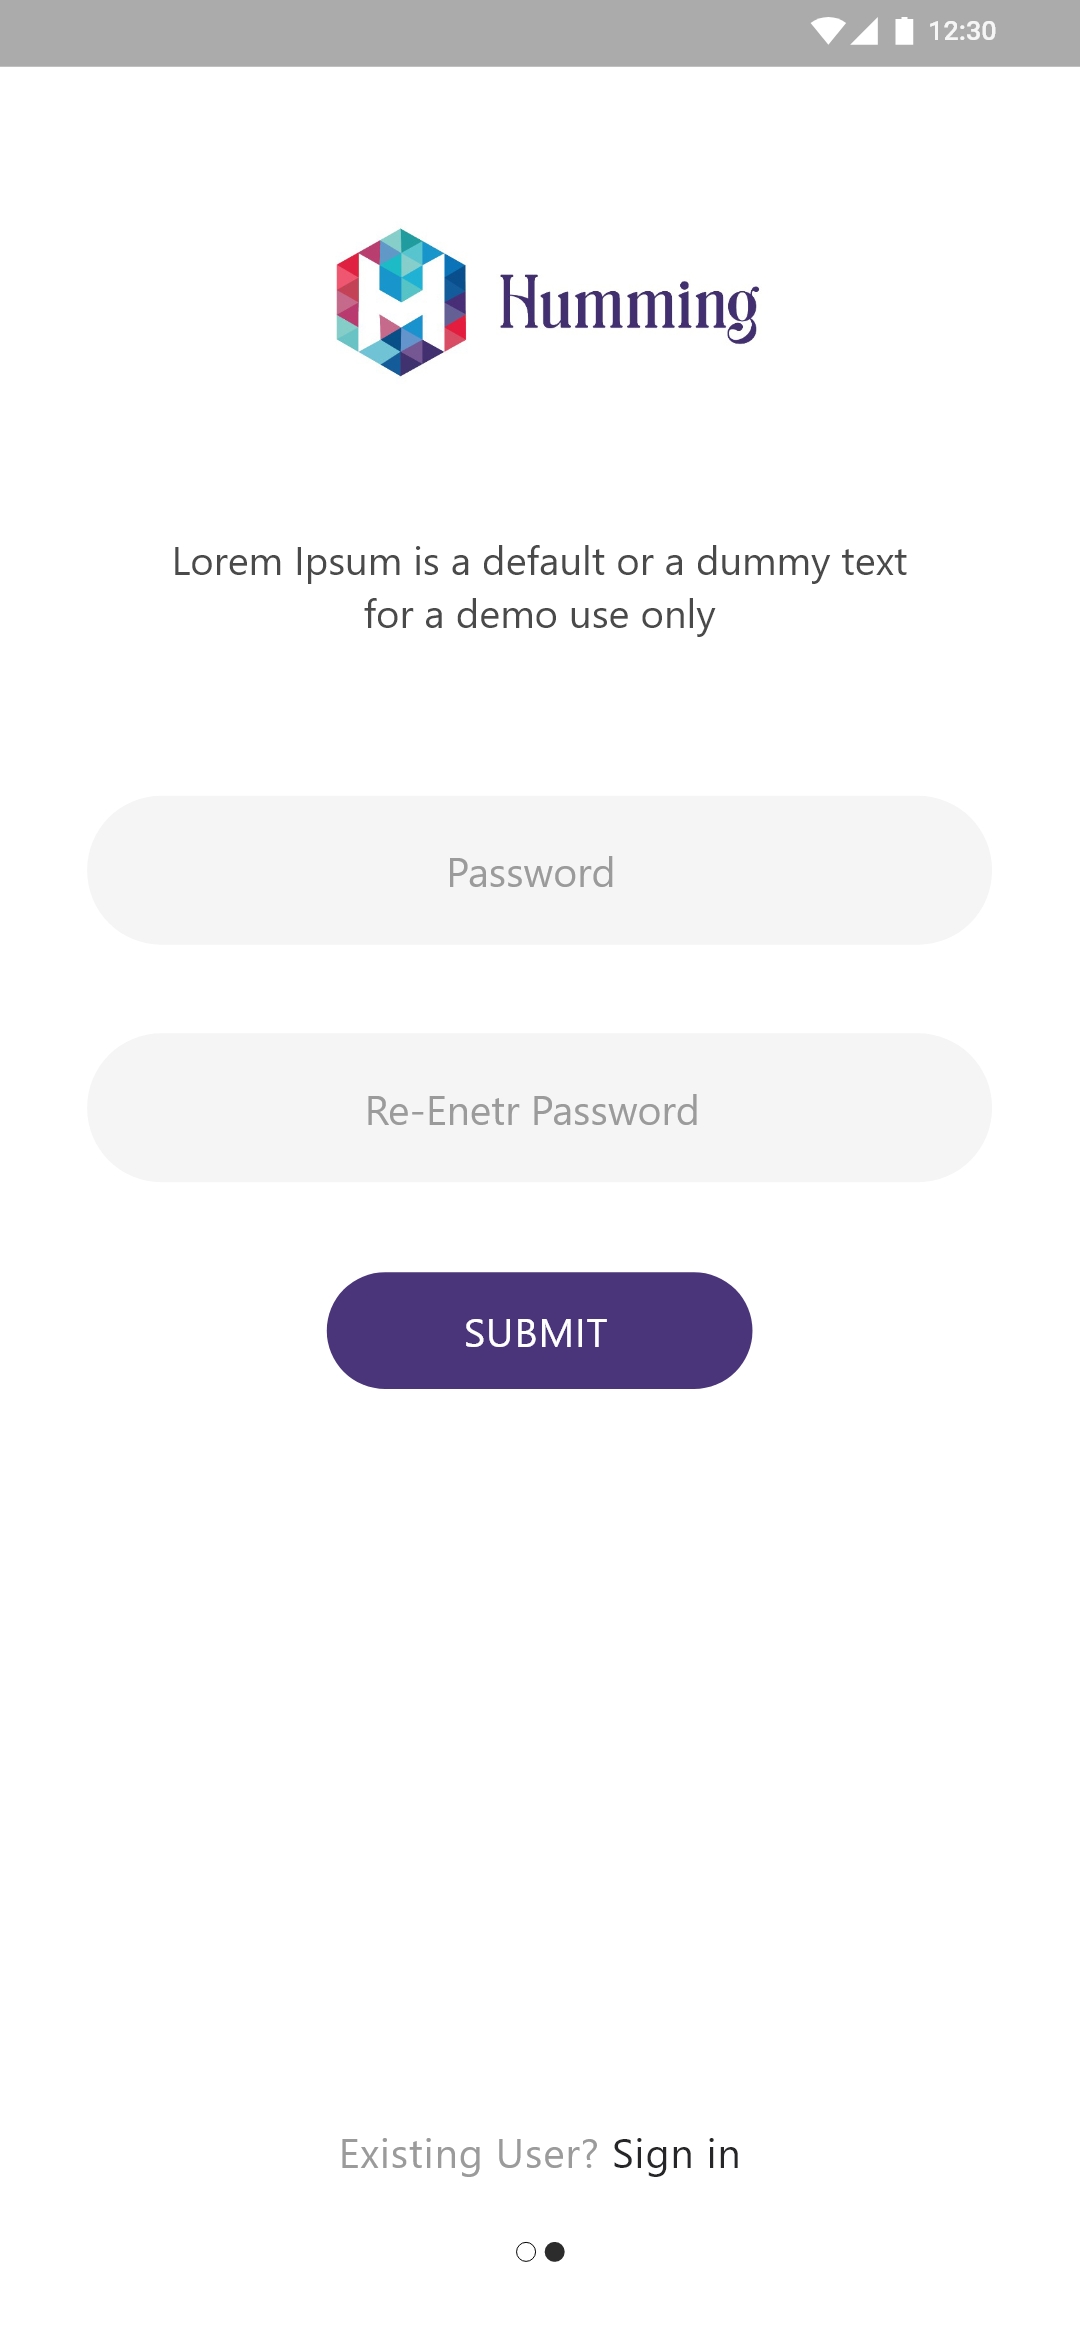 12:30
Humming
Lorem Ipsum is a default or a dummy text
for a demo use only
Password
Re-Enetr Password
SUBMIT
Existing User? Sign in